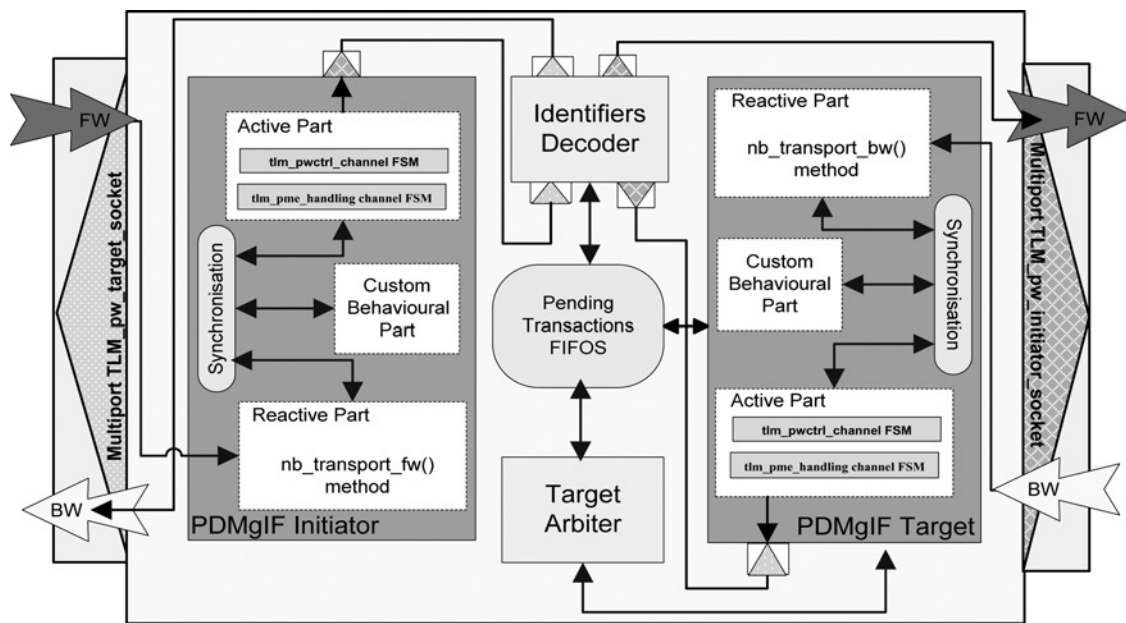 FW
BW
Multiport TLM_pw_target_socket
Active Part
tlm_pwctrl_channel FSM
tlm_pme_handling channel FSM
Synchronisation
Custom
Behavioural
Part
Reactive Part
nb_transport_fw()
method
PDMgIF Initiator
Identifiers
Decoder
Pending
Transactions
FIFOS
Target
Arbiter
Reactive Part
nb_transport_bw()
method
Custom
Behavioural
Part
Synchronisation
Active Part
tlm_pwctrl_channel FSM
tlm_pme_handling channel FSM
PDMgIF Target
Multiport TLM_pw_initiator_socket
FW
BW